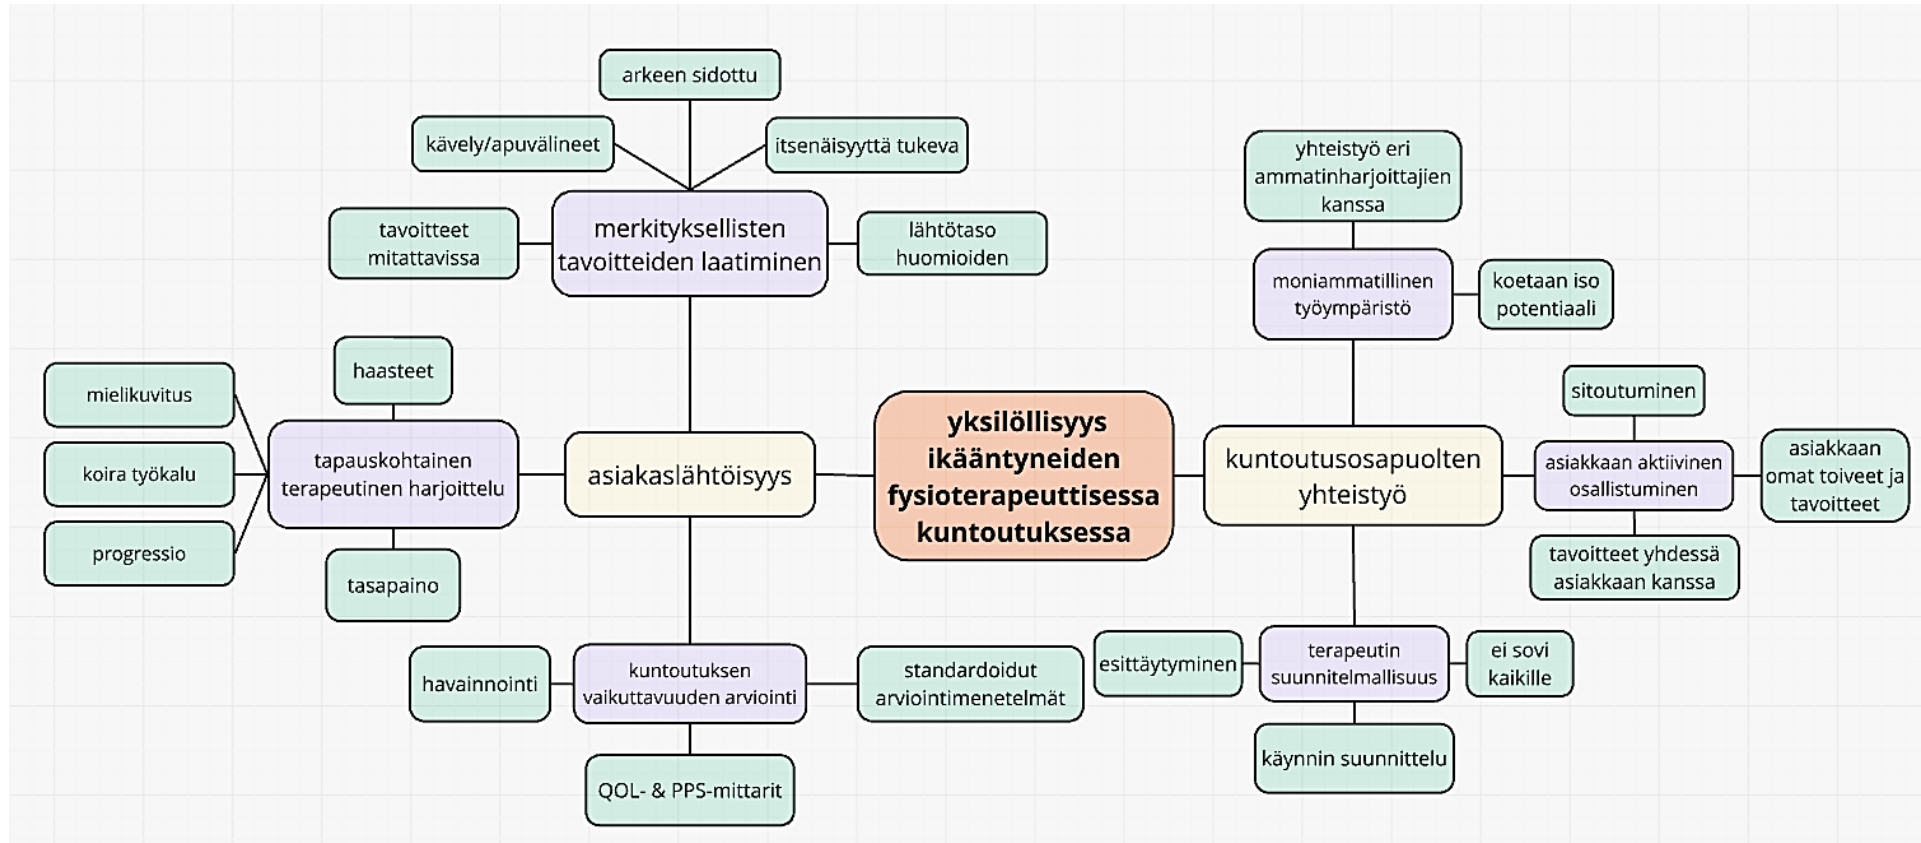 arkeen sidottu
kävely/apuvälineet
itsenäisyyttä tukeva
merkityksellisten
tavoitteiden laatiminen
tavoitteet
mitattavissa
lähtötaso
huomioiden
haasteet
mielikuvitus
koira työkalu
progressio
tapauskohtainen
terapeutinen harjoittelu
tasapaino
asiakaslähtöisyys
havainnointi
kuntoutuksen
vaikuttavuuden arviointi
standardoidut
arviointimenetelmät
QOL- & PPS-mittarit
yksilöllisyys
ikääntyneiden
fysioterapeuttisessa
kuntoutuksessa
yhteistyö eri
ammatinharjoittajien
kanssa
moniammatillinen
työympäristö
koetaan iso
potentiaali
kuntoutusosapuolten
yhteistyö
sitoutuminen
asiakkaan aktiivinen
osallistuminen
asiakkaan
omat toiveet ja
tavoitteet
tavoitteet yhdessä
asiakkaan kanssa
esittäytyminen
terapeutin
suunnitelmallisuus
ei sovi
kaikille
käynnin suunnittelu